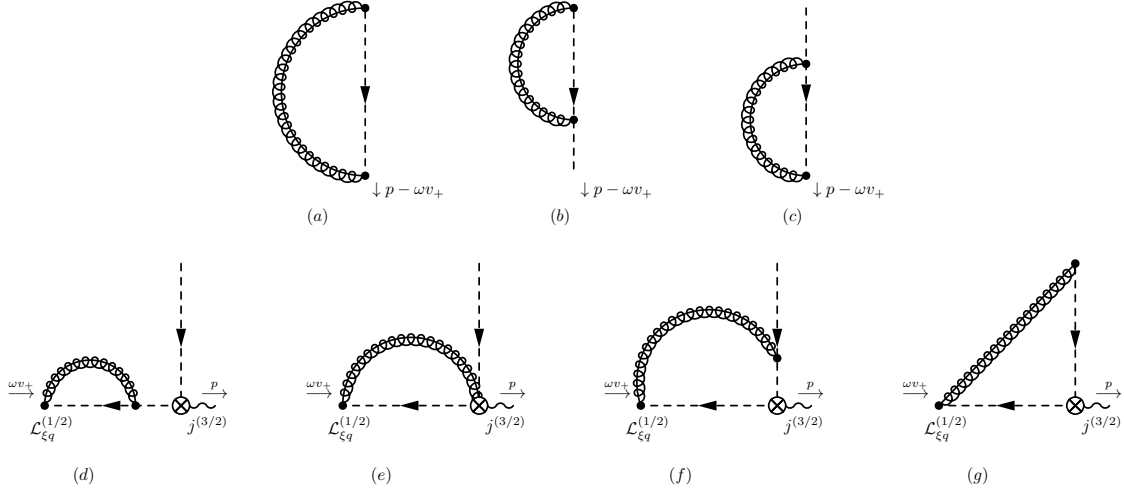 ↓ p − ωv₊ ↓ p − ωv₊ ↓ p − ωv₊
(a) (b) (c)
ωv₊ → p → ωv₊ → p → ωv₊ → p → ωv₊ → p →
ℒ_{ξq}^{(1/2)} j^{(3/2)} ℒ_{ξq}^{(1/2)} j^{(3/2)} ℒ_{ξq}^{(1/2)} j^{(3/2)} ℒ_{ξq}^{(1/2)} j^{(3/2)}
(d) (e) (f) (g)